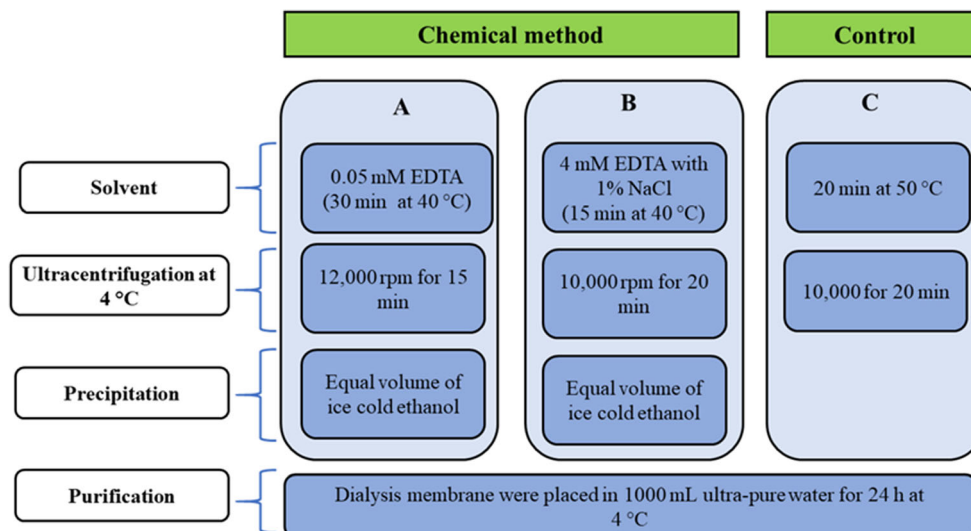 Chemical method
Control
A
B
C
Solvent
0.05 mM EDTA
(30 min at 40 °C)
4 mM EDTA with
1% NaCl
(15 min at 40 °C)
20 min at 50 °C
Ultracentrifugation at
4 °C
12,000 rpm for 15
min
10,000 rpm for 20
min
10,000 for 20 min
Precipitation
Equal volume of
ice cold ethanol
Equal volume of
ice cold ethanol
Purification
Dialysis membrane were placed in 1000 mL ultra-pure water for 24 h at
4 °C